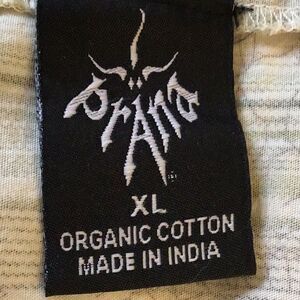 prAna
®
XL
ORGANIC COTTON
MADE IN INDIA